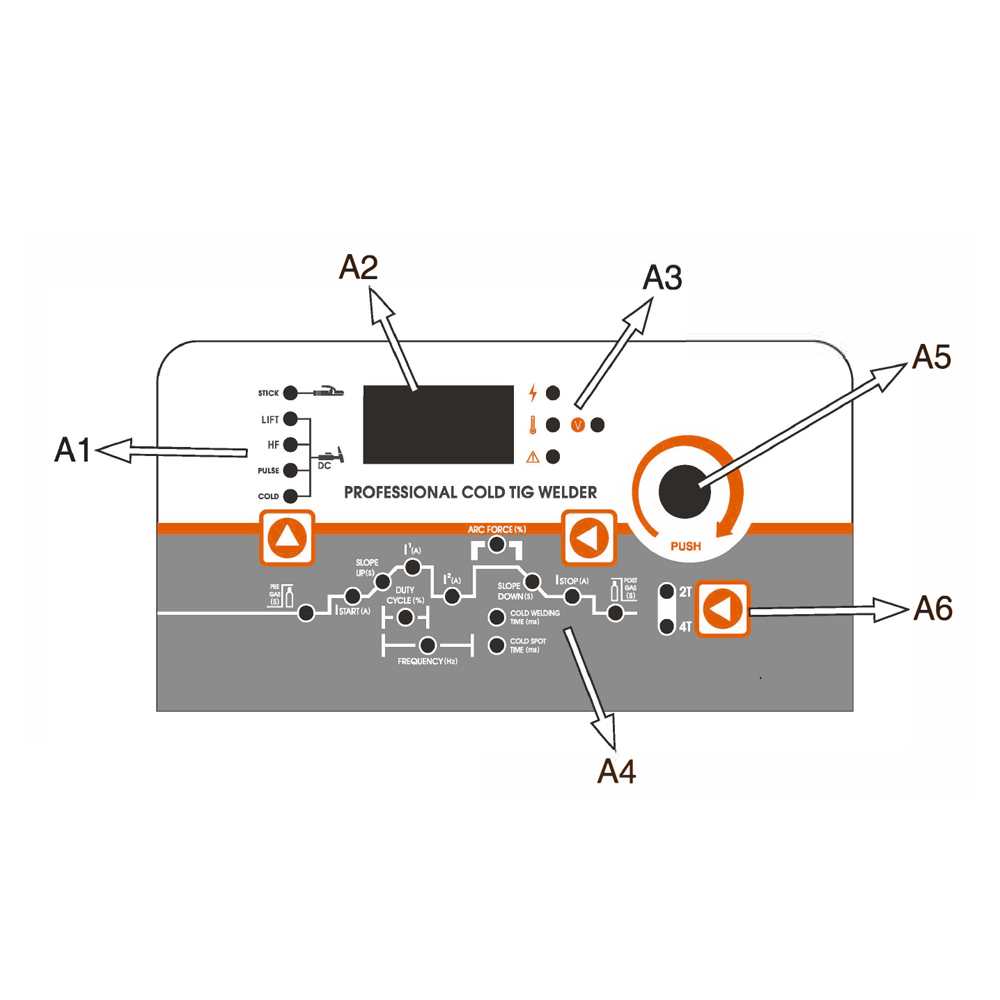 A2
A3
A5
STICK
LIFT
A1
HF
DC
PULSE
COLD
V
PROFESSIONAL COLD TIG WELDER
PUSH
ARC FORCE(%)
I¹(A)
SLOPE
UP(S)
I²(A)
SLOPE
DOWN(S)
ISTOP(A)
POST
GAS
(S)
PRE
GAS
(S)
DUTY
CYCLE(%)
ISTART(A)
COLD WELDING
TIME(ms)
COLD SPOT
TIME(ms)
FREQUENCY(Hz)
2T
4T
A6
A4